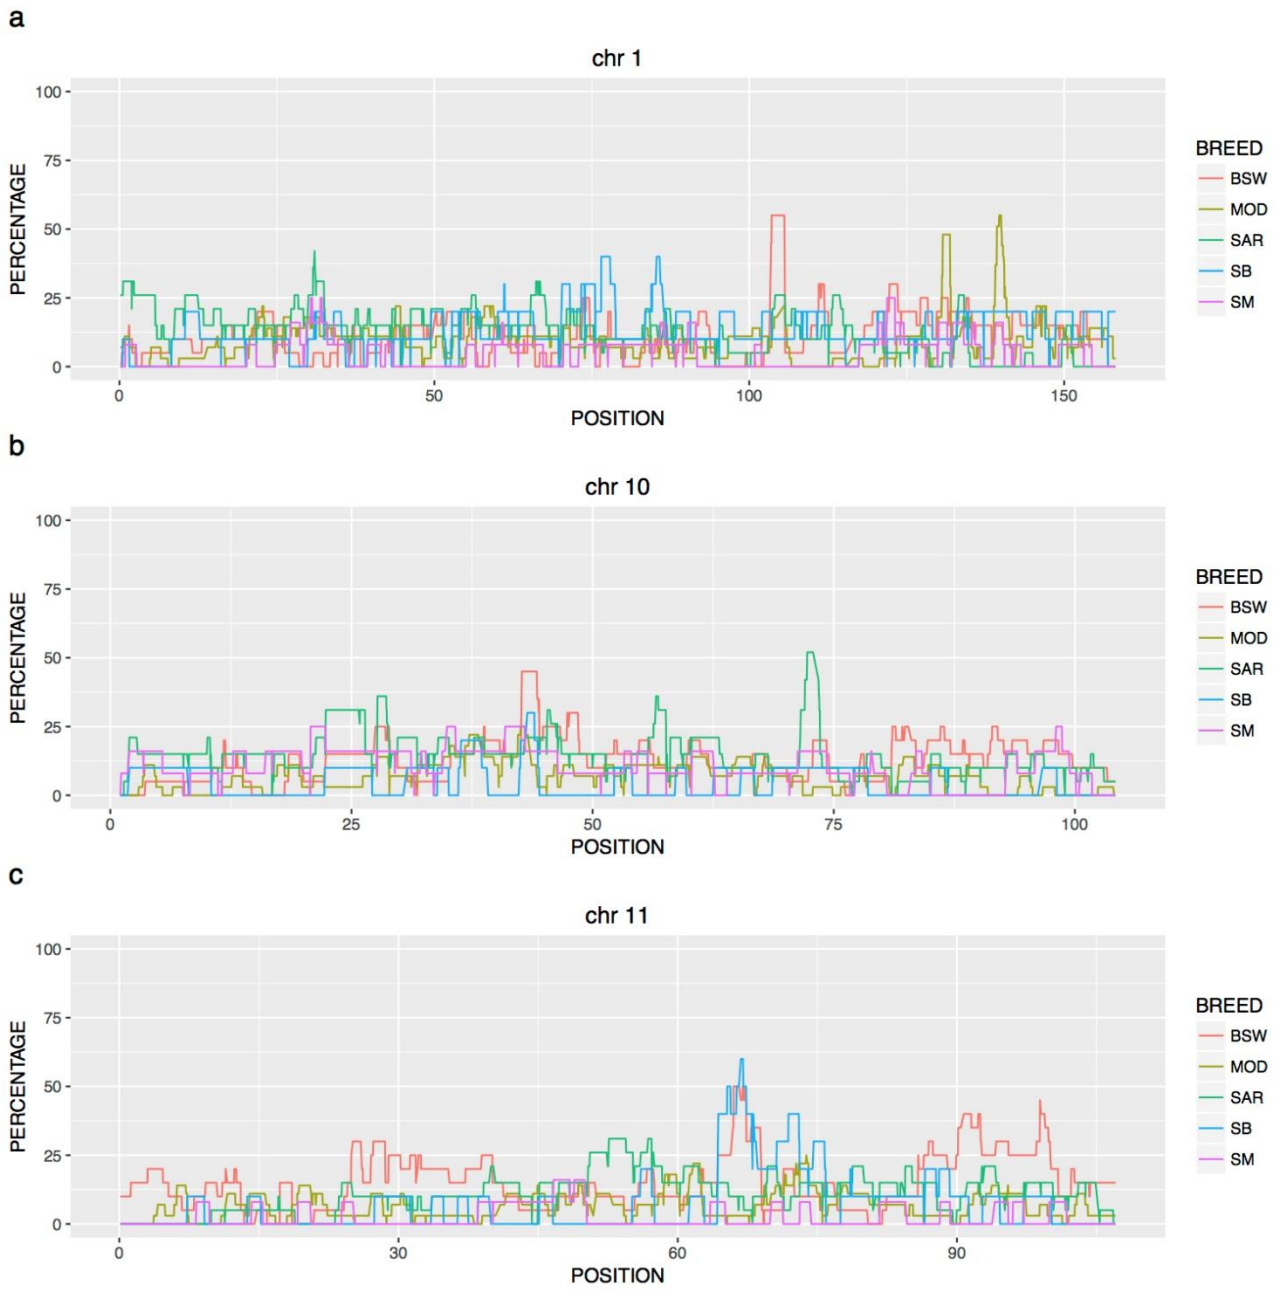 a
chr 1
100
75
50
25
0
PERCENTAGE
0 50 100 150
POSITION
BREED
BSW
MOD
SAR
SB
SM
b
chr 10
100
75
50
25
0
PERCENTAGE
0 25 50 75 100
POSITION
BREED
BSW
MOD
SAR
SB
SM
c
chr 11
100
75
50
25
0
PERCENTAGE
0 30 60 90
POSITION
BREED
BSW
MOD
SAR
SB
SM